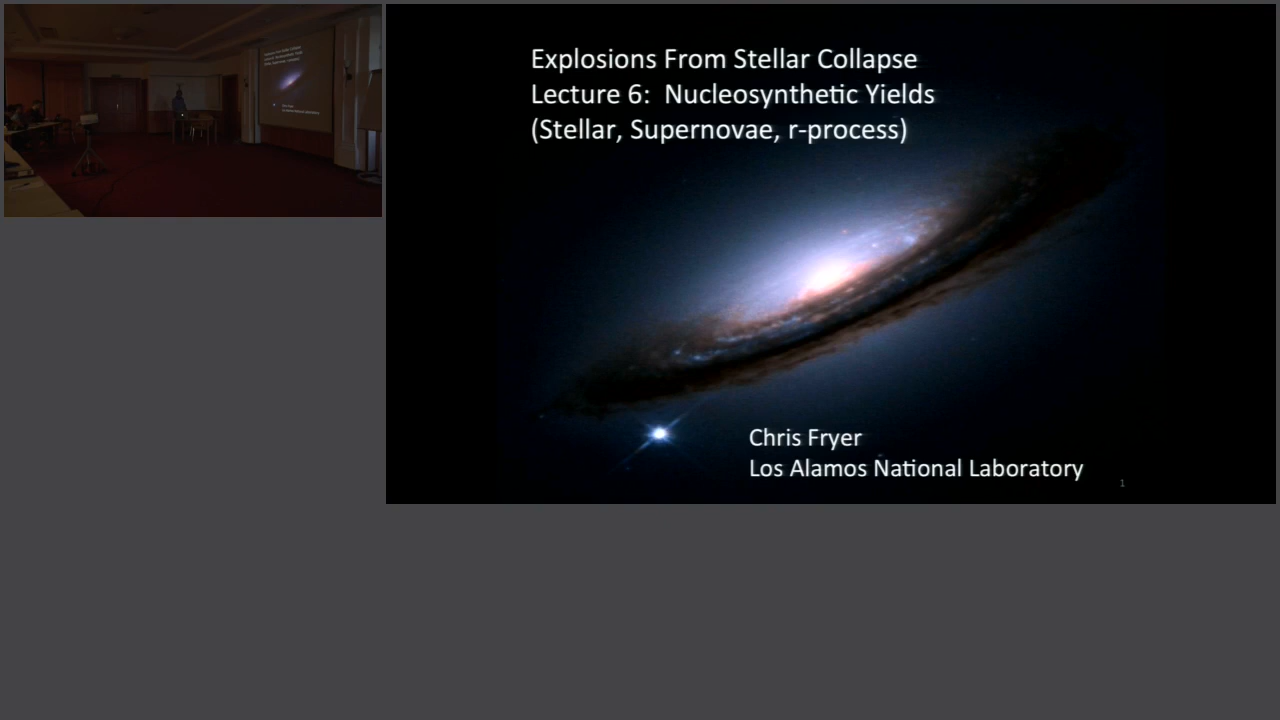 Explosions From Stellar Collapse
Lecture 6: Nucleosynthetic Yields
(Stellar, Supernovae, r-process)
Chris Fryer
Los Alamos National Laboratory
1